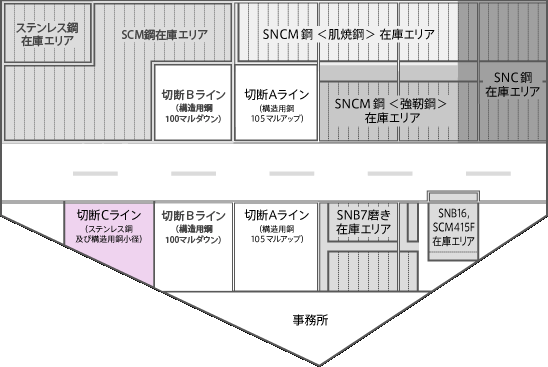 ステンレス鋼
在庫エリア
SCM鋼在庫エリア
SNCM 鋼 ＜肌焼鋼＞ 在庫エリア
SNC 鋼
在庫エリア
切断Bライン
(構造用鋼
100マルダウン)
切断Aライン
(構造用鋼
105マルアップ)
SNCM 鋼 ＜強靭鋼＞
在庫エリア
切断Cライン
(ステンレス鋼
及び構造用鋼小径)
切断Bライン
(構造用鋼
100マルダウン)
切断Aライン
(構造用鋼
105マルアップ)
SNB7磨き
在庫エリア
SNB16,
SCM415F
在庫エリア
事務所